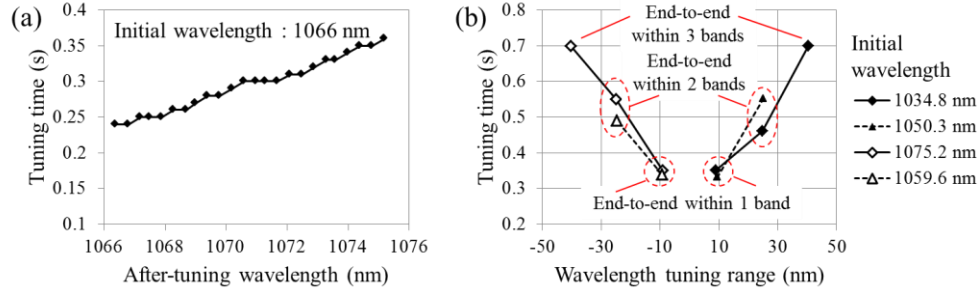 (a)
0.4
0.35
0.3
0.25
0.2
0.15
0.1
Tuning time (s)
Initial wavelength : 1066 nm
1066
1068
1070
1072
1074
1076
After-tuning wavelength (nm)
(b)
0.8
0.7
0.6
0.5
0.4
0.3
0.2
Tuning time (s)
End-to-end
within 3 bands
End-to-end
within 2 bands
End-to-end within 1 band
-50
-30
-10
10
30
50
Wavelength tuning range (nm)
Initial
wavelength
1034.8 nm
1050.3 nm
1075.2 nm
1059.6 nm